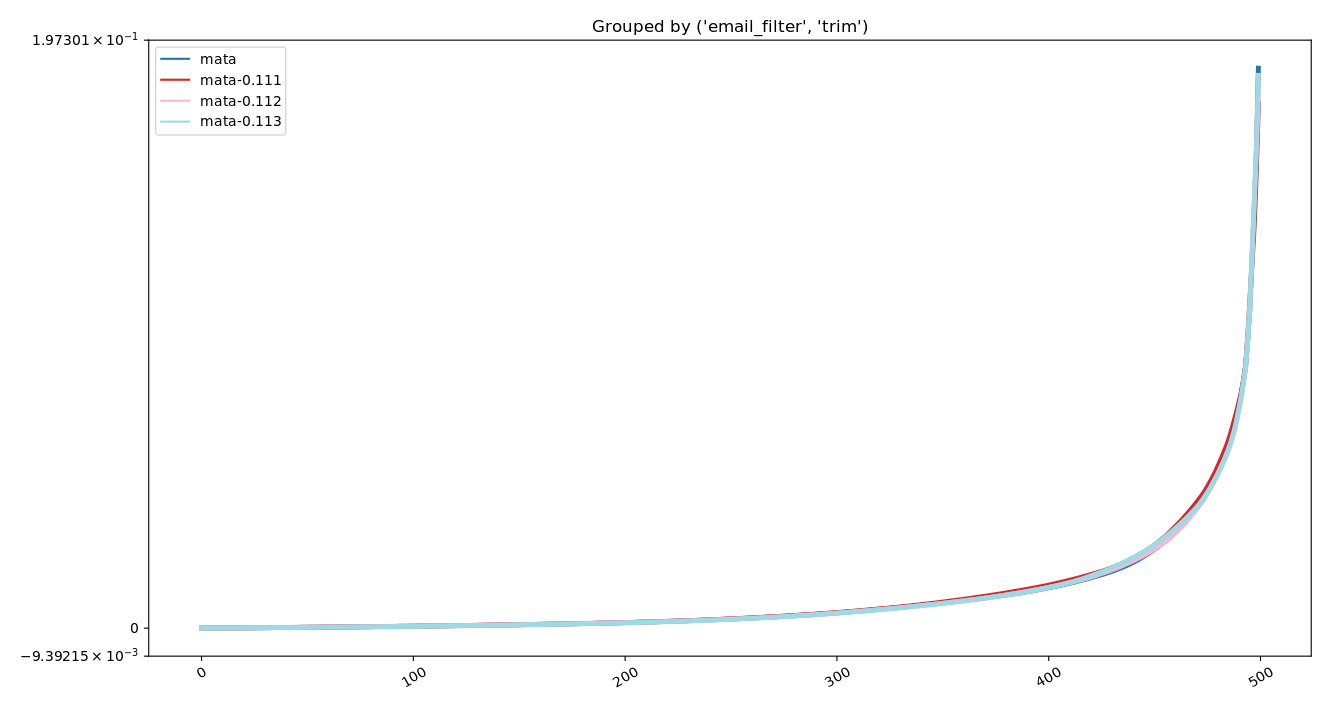 Grouped by ('email_filter', 'trim')
1.97301 × 10⁻¹
mata
mata-0.111
mata-0.112
mata-0.113
0
−9.39215 × 10⁻³
0
100
200
300
400
500